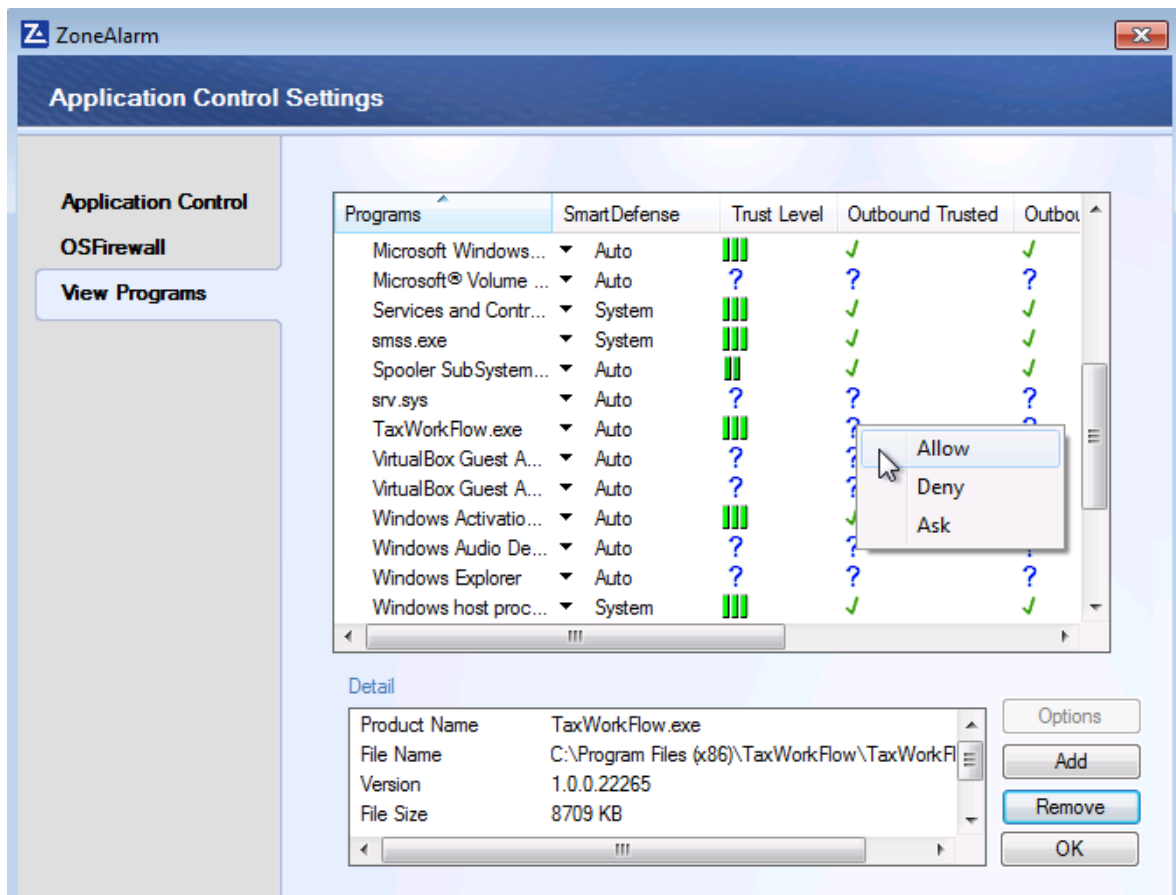 ZoneAlarm
Application Control Settings
Application Control
OSFirewall
View Programs
Programs SmartDefense Trust Level Outbound Trusted Outbou
Microsoft Windows... Auto
Microsoft® Volume ... Auto ? ? ?
Services and Contr... System
smss.exe System
Spooler SubSystem... Auto
srv.sys Auto ? ? ?
TaxWorkFlow.exe Auto ? ?
VirtualBox Guest A... Auto ? ?
VirtualBox Guest A... Auto ? ?
Windows Activatio... Auto
Windows Audio De... Auto ? ? ?
Windows Explorer Auto ? ? ?
Windows host proc... System
Allow
Deny
Ask
Detail
Product Name TaxWorkFlow.exe
File Name C:\Program Files (x86)\TaxWorkFlow\TaxWorkFl
Version 1.0.0.22265
File Size 8709 KB
Options
Add
Remove
OK